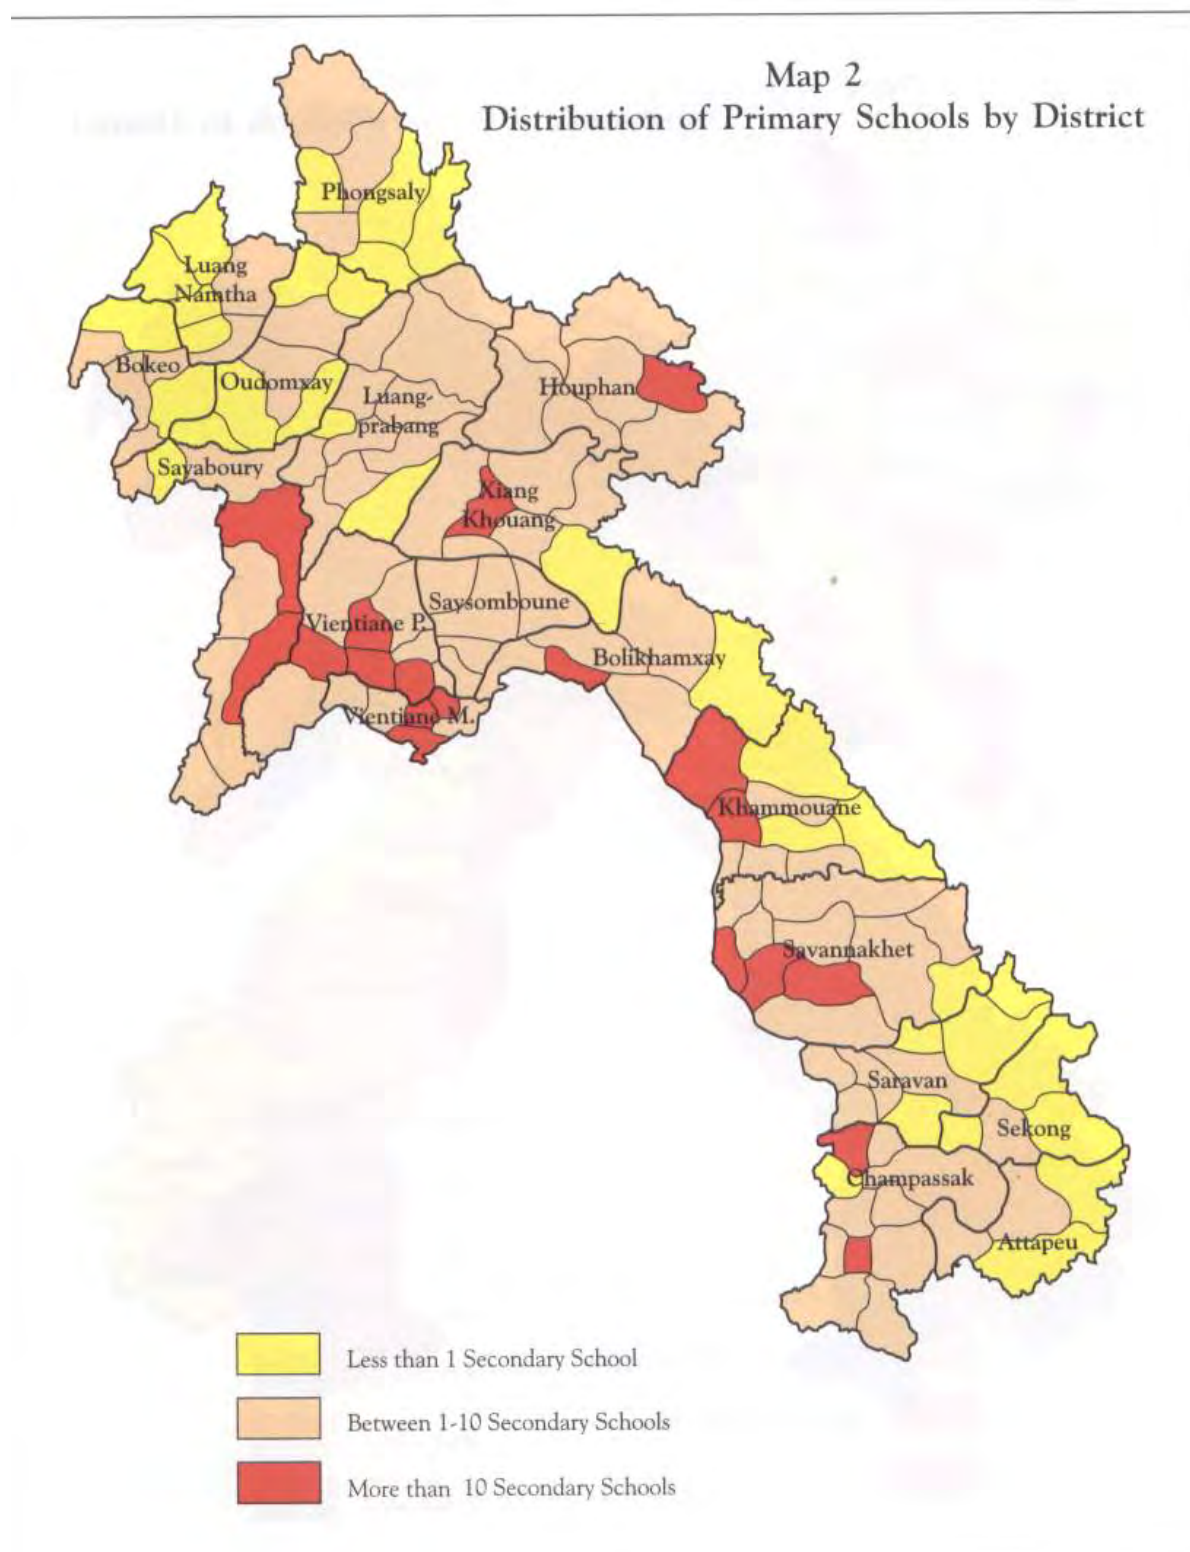 Map 2
Distribution of Primary Schools by District
Phongsaly
Luang
Namtha
Bokeo
Oudomxay
Luang-
prabang
Houphan
Sayaboury
Xiang
Khouang
Saysomboune
Vientiane P.
Bolikhamxay
Vientiane M.
Khammouane
Savannakhet
Saravan
Sekong
Champassak
Attapeu
Less than 1 Secondary School
Between 1-10 Secondary Schools
More than 10 Secondary Schools